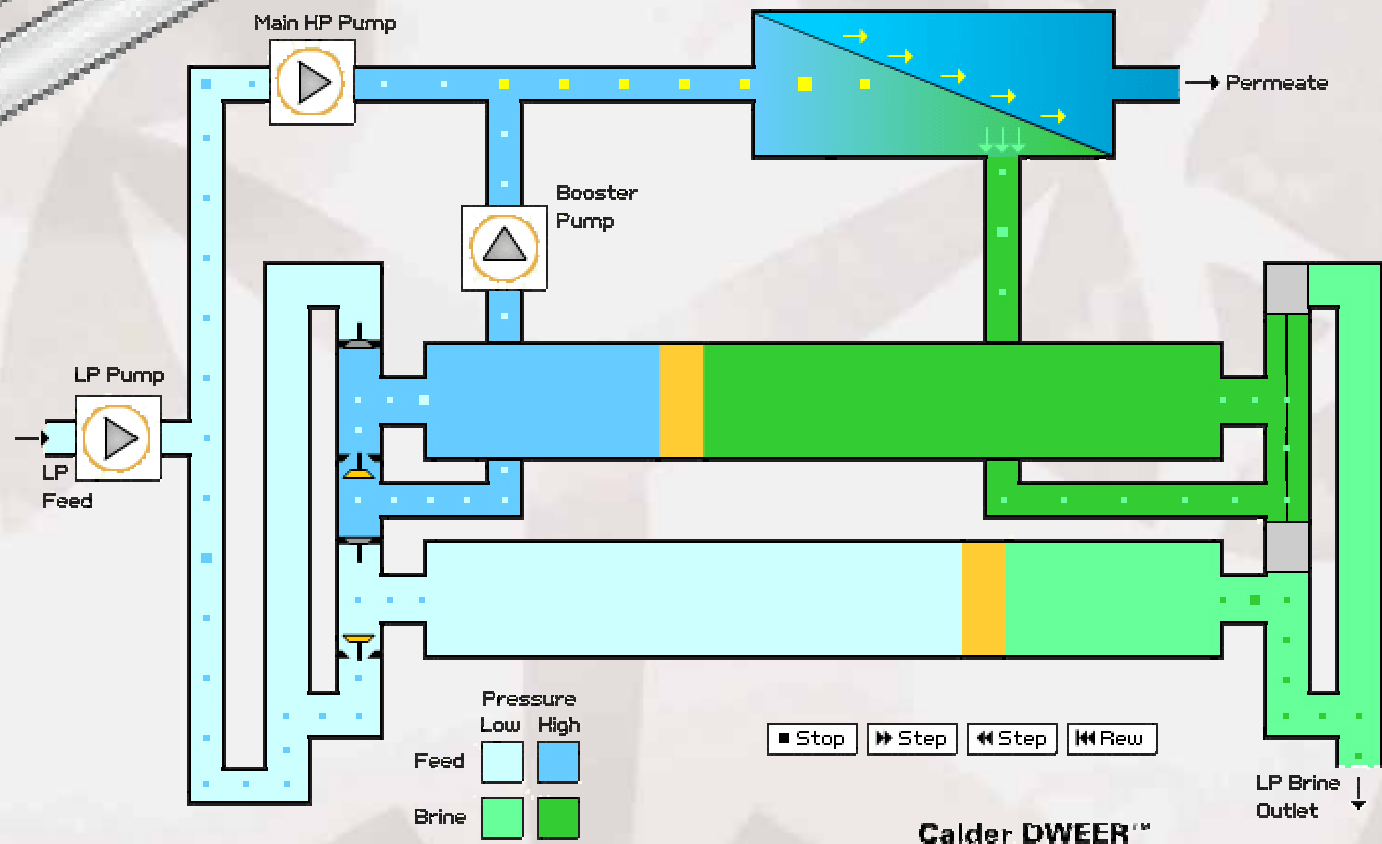 Main HP Pump
Permeate
Booster
Pump
LP Pump
LP
Feed
Pressure
Low High
Feed
Brine
Stop
Step
Step
Rew
LP Brine
Outlet
Calder DWEER™